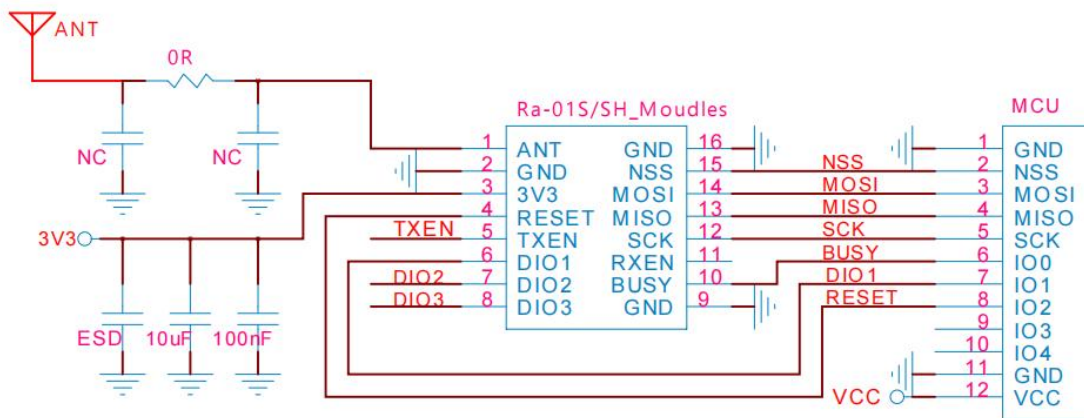 ANT
0R
NC
NC
3V3
ESD 10uF 100nF
Ra-01S/SH_Moudles
1 ANT GND 16
2 GND NSS 15
3 3V3 MOSI 14
4 RESET MISO 13
TXEN 5 TXEN SCK 12
6 DIO1 RXEN 11
DIO2 7 DIO2 BUSY 10
DIO3 8 DIO3 GND 9
MCU
1 GND
NSS 2 NSS
MOSI 3 MOSI
MISO 4 MISO
SCK 5 SCK
BUSY 6 IO0
DIO1 7 IO1
RESET 8 IO2
9 IO3
10 IO4
11 GND
VCC 12 VCC